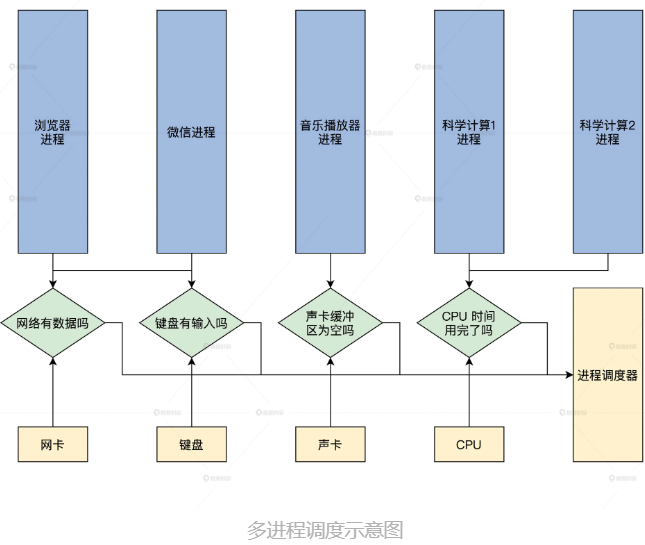 浏览器
进程
微信进程
音乐播放器
进程
科学计算1
进程
科学计算2
进程
网络有数据吗
键盘有输入吗
声卡缓冲
区为空吗
CPU 时间
用完了吗
进程调度器
网卡
键盘
声卡
CPU
多进程调度示意图